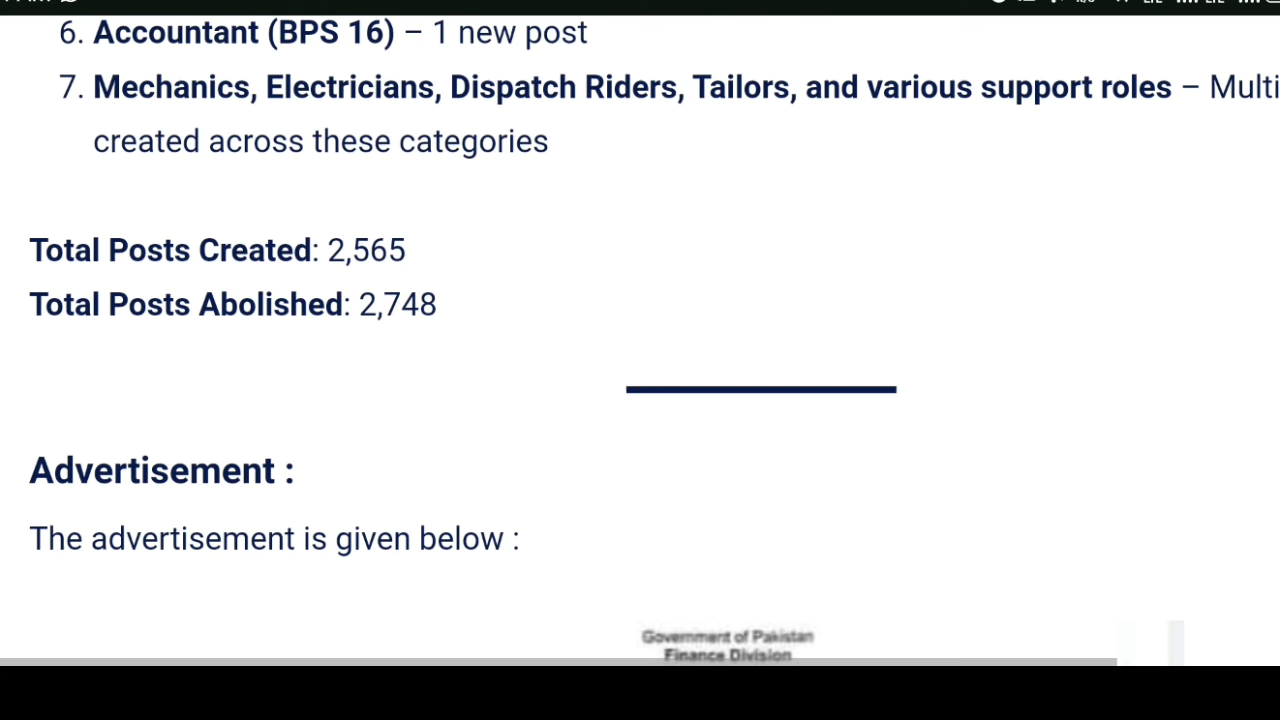 6. Accountant (BPS 16) – 1 new post
7. Mechanics, Electricians, Dispatch Riders, Tailors, and various support roles – Multi
created across these categories
Total Posts Created: 2,565
Total Posts Abolished: 2,748
Advertisement :
The advertisement is given below :
Government of Pakistan
Finance Division